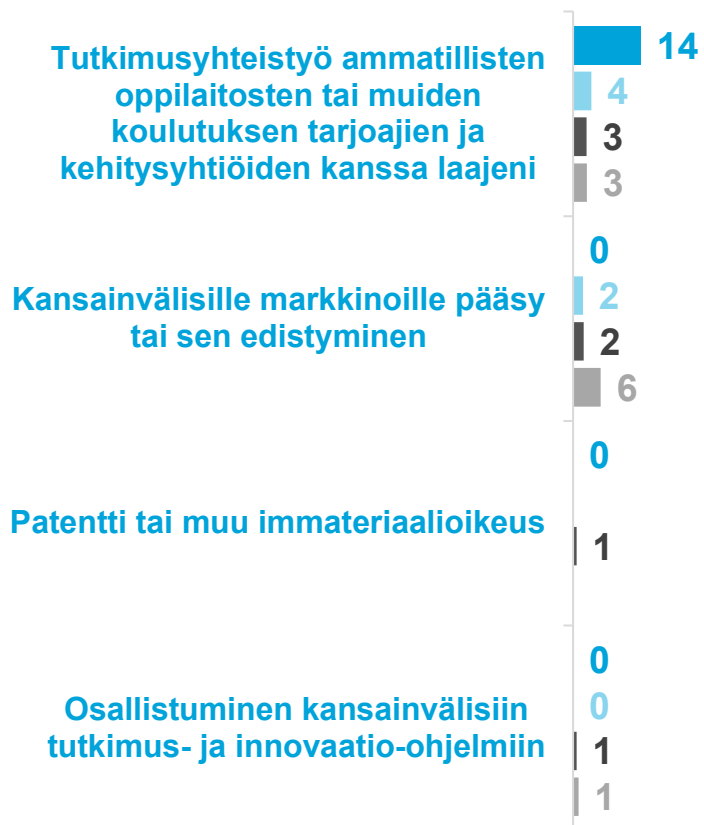 Tutkimusyhteistyö ammatillisten
oppilaitosten tai muiden
koulutuksen tarjoajien ja
kehitysyhtiöiden kanssa laajeni
14
4
3
3
Kansainvälisille markkinoille pääsy
tai sen edistyminen
0
2
2
6
Patentti tai muu immateriaalioikeus
0
1
Osallistuminen kansainvälisiin
tutkimus- ja innovaatio-ohjelmiin
0
0
1
1